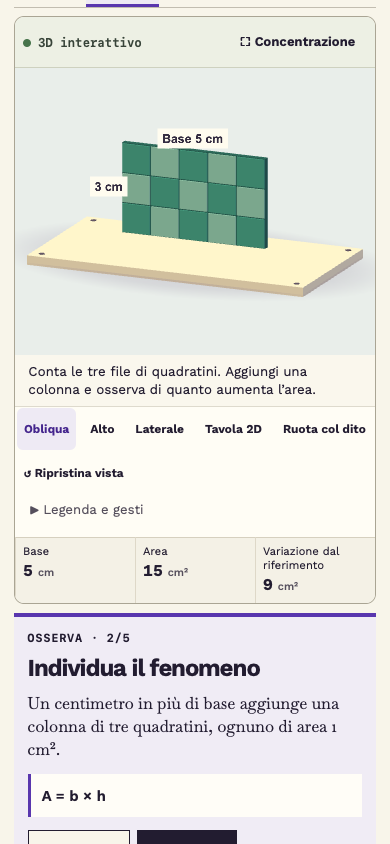 3D interattivo
Concentrazione
Base 5 cm
3 cm
Conta le tre file di quadratini. Aggiungi una
colonna e osserva di quanto aumenta l’area.
Obliqua Alto Laterale Tavola 2D Ruota col dito
↺ Ripristina vista
▶ Legenda e gesti
Base
5 cm
Area
15 cm²
Variazione dal
riferimento
9 cm²
OSSERVA · 2/5
Individua il fenomeno
Un centimetro in più di base aggiunge una
colonna di tre quadratini, ognuno di area 1
cm².
A = b × h